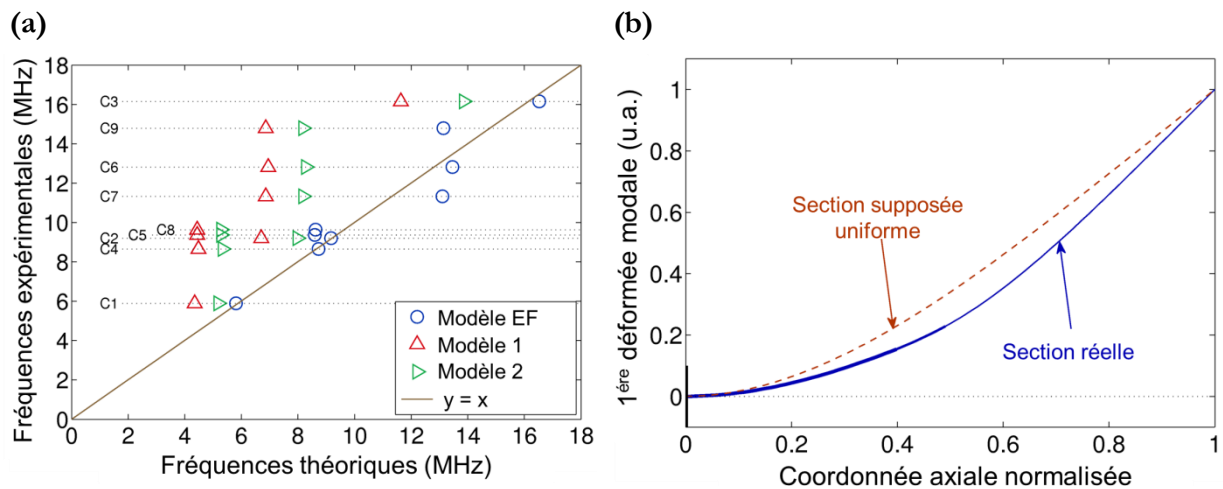 (a)
Fréquences expérimentales (MHz)
18
16
14
12
10
8
6
4
2
0
C3
C9
C6
C7
C8
C5
C2
C4
C1
Modèle EF
Modèle 1
Modèle 2
y = x
0 2 4 6 8 10 12 14 16 18
Fréquences théoriques (MHz)
(b)
1ére déformée modale (u.a.)
1
0.8
0.6
0.4
0.2
0
Section supposée
uniforme
Section réelle
0 0.2 0.4 0.6 0.8 1
Coordonnée axiale normalisée